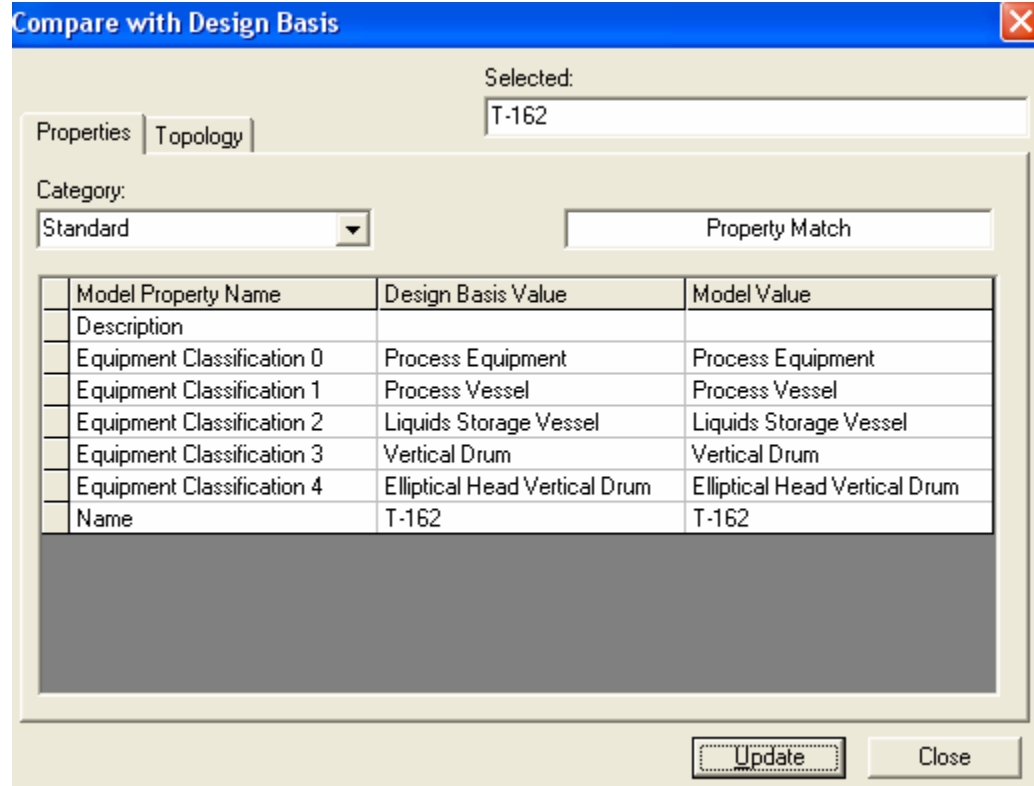 Compare with Design Basis
Selected:
T-162
Properties Topology
Category:
Standard Property Match
Model Property Name Design Basis Value Model Value
Description
Equipment Classification 0 Process Equipment Process Equipment
Equipment Classification 1 Process Vessel Process Vessel
Equipment Classification 2 Liquids Storage Vessel Liquids Storage Vessel
Equipment Classification 3 Vertical Drum Vertical Drum
Equipment Classification 4 Elliptical Head Vertical Drum Elliptical Head Vertical Drum
Name T-162 T-162
Update Close